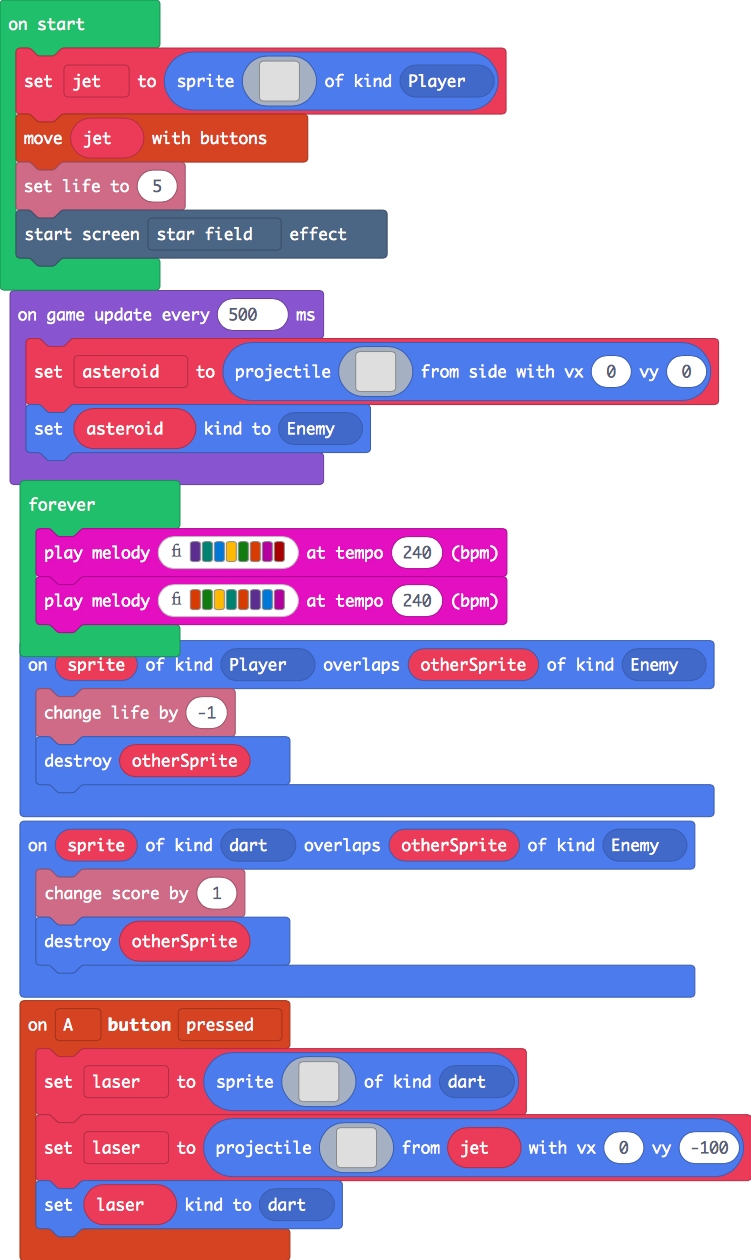 on start
set jet to sprite of kind Player
move jet with buttons
set life to 5
start screen star field effect
on game update every 500 ms
set asteroid to projectile from side with vx 0 vy 0
set asteroid kind to Enemy
forever
play melody at tempo 240 (bpm)
play melody at tempo 240 (bpm)
on sprite of kind Player overlaps otherSprite of kind Enemy
change life by -1
destroy otherSprite
on sprite of kind dart overlaps otherSprite of kind Enemy
change score by 1
destroy otherSprite
on A button pressed
set laser to sprite of kind dart
set laser to projectile from jet with vx 0 vy -100
set laser kind to dart